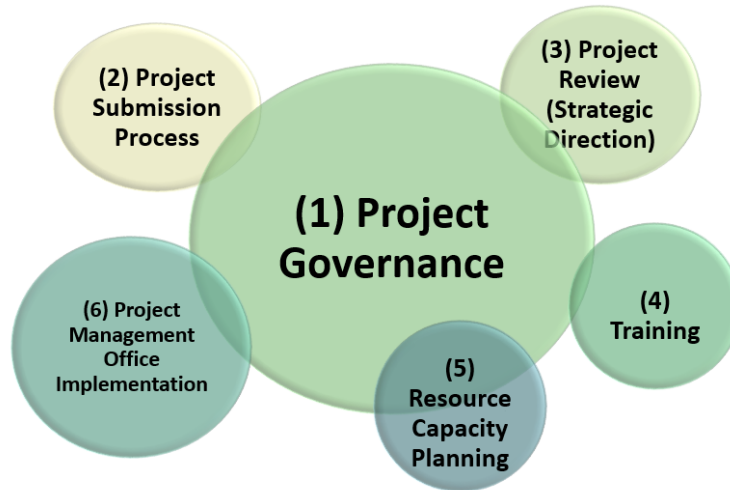 (1) Project
Governance
(2) Project
Submission
Process
(3) Project
Review
(Strategic
Direction)
(4)
Training
(5)
Resource
Capacity
Planning
(6) Project
Management
Office
Implementation